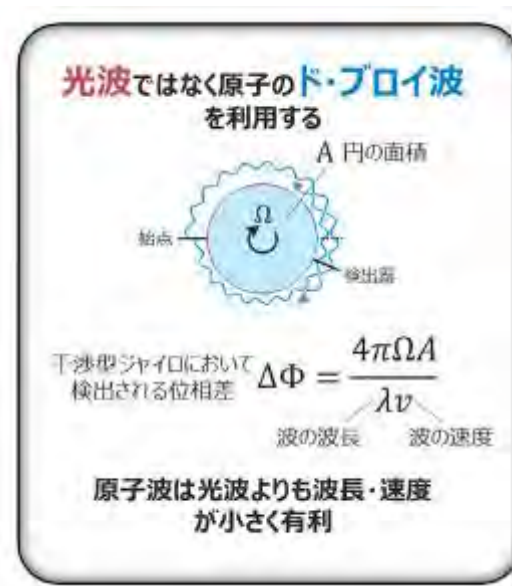 光波ではなく原子のド・ブロイ波
を利用する
A 円の面積
Ω
始点
検出器
干渉型ジャイロにおいて
検出される位相差
ΔΦ = 4πΩA / λv
波の波長 波の速度
原子波は光波よりも波長・速度
が小さく有利